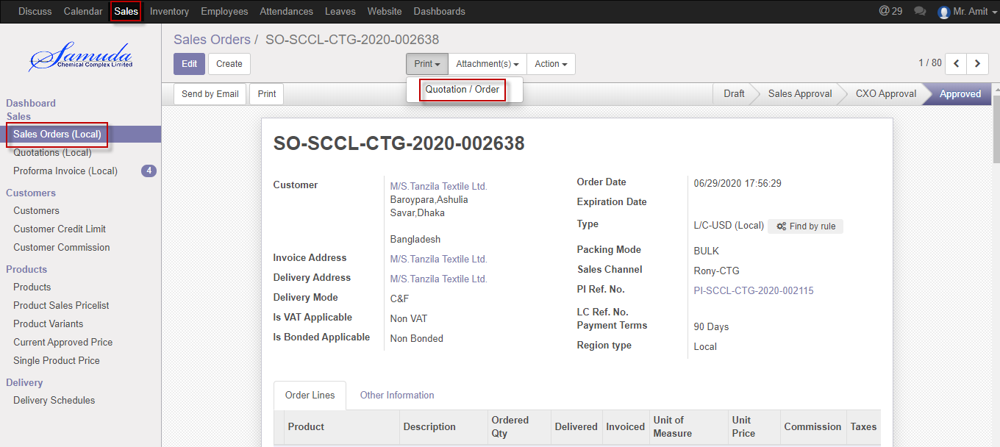 Discuss Calendar Sales Inventory Employees Attendances Leaves Website Dashboards @ 29 Mr. Amit
Samuda
Chemical Complex Limited
Dashboard
Sales
Sales Orders (Local)
Quotations (Local)
Proforma Invoice (Local) 4
Customers
Customers
Customer Credit Limit
Customer Commission
Products
Products
Product Sales Pricelist
Product Variants
Current Approved Price
Single Product Price
Delivery
Delivery Schedules
Sales Orders / SO-SCCL-CTG-2020-002638
Edit Create Print Attachment(s) Action 1 / 80
Quotation / Order
Send by Email Print Draft Sales Approval CXO Approval Approved
SO-SCCL-CTG-2020-002638
Customer M/S.Tanzila Textile Ltd.
Baroypara,Ashulia
Savar,Dhaka
Bangladesh
Invoice Address M/S.Tanzila Textile Ltd.
Delivery Address M/S.Tanzila Textile Ltd.
Delivery Mode C&F
Is VAT Applicable Non VAT
Is Bonded Applicable Non Bonded
Order Date 06/29/2020 17:56:29
Expiration Date
Type L/C-USD (Local) Find by rule
Packing Mode BULK
Sales Channel Rony-CTG
PI Ref. No. PI-SCCL-CTG-2020-002115
LC Ref. No.
Payment Terms 90 Days
Region type Local
Order Lines Other Information
Product Description Ordered Qty Delivered Invoiced Unit of Measure Unit Price Commission Taxes